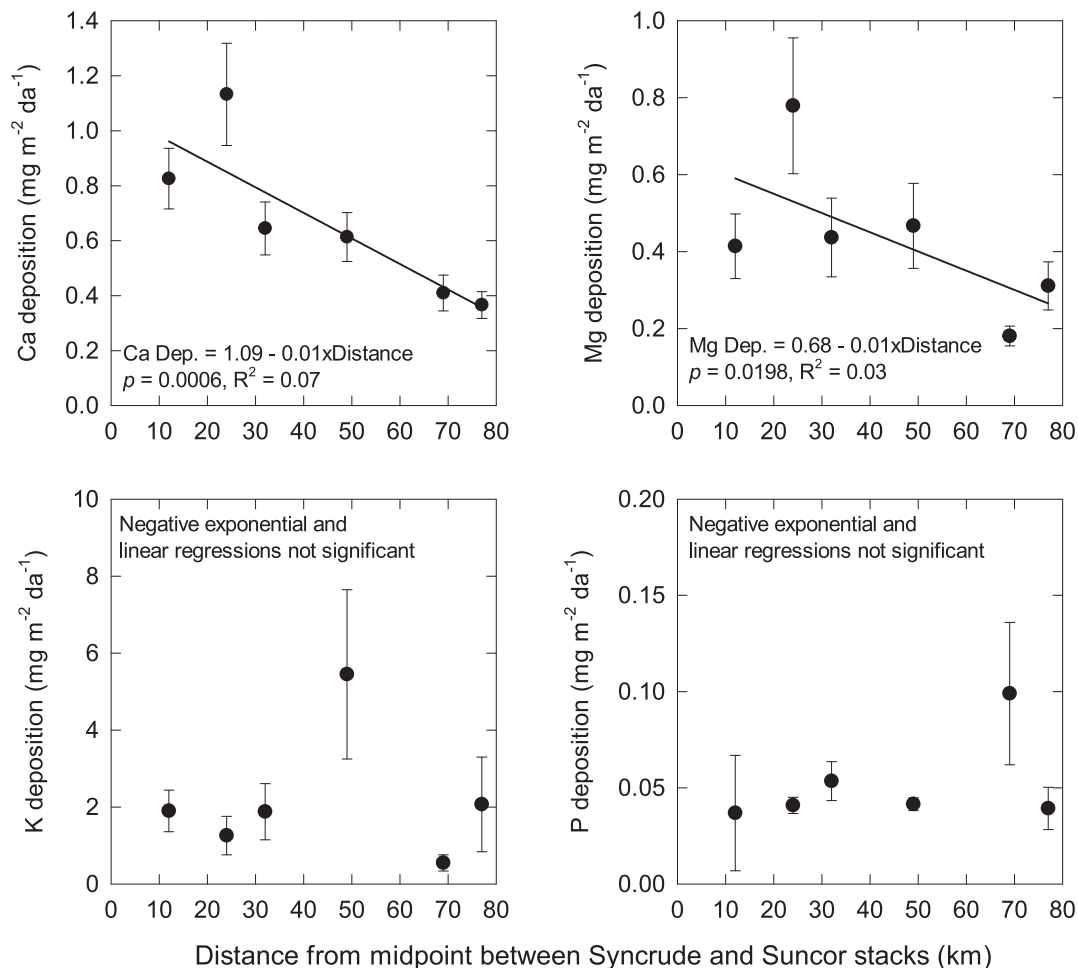 Ca deposition (mg m⁻² da⁻¹)
1.4
1.2
1.0
0.8
0.6
0.4
0.2
0.0
Ca Dep. = 1.09 - 0.01xDistance
p = 0.0006, R² = 0.07
0 10 20 30 40 50 60 70 80
Mg deposition (mg m⁻² da⁻¹)
1.0
0.8
0.6
0.4
0.2
0.0
Mg Dep. = 0.68 - 0.01xDistance
p = 0.0198, R² = 0.03
0 10 20 30 40 50 60 70 80
K deposition (mg m⁻² da⁻¹)
10
8
6
4
2
0
Negative exponential and
linear regressions not significant
0 10 20 30 40 50 60 70 80
P deposition (mg m⁻² da⁻¹)
0.20
0.15
0.10
0.05
0.00
Negative exponential and
linear regressions not significant
0 10 20 30 40 50 60 70 80
Distance from midpoint between Syncrude and Suncor stacks (km)